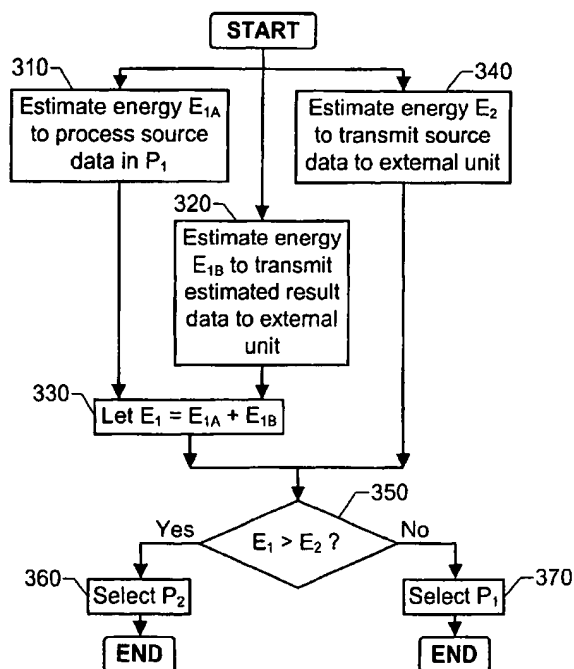 START
310
Estimate energy E1A
to process source
data in P1
340
Estimate energy E2
to transmit source
data to external unit
320
Estimate energy
E1B to transmit
estimated result
data to external
unit
330
Let E1 = E1A + E1B
350
E1 > E2 ?
Yes
No
360
Select P2
370
Select P1
END
END